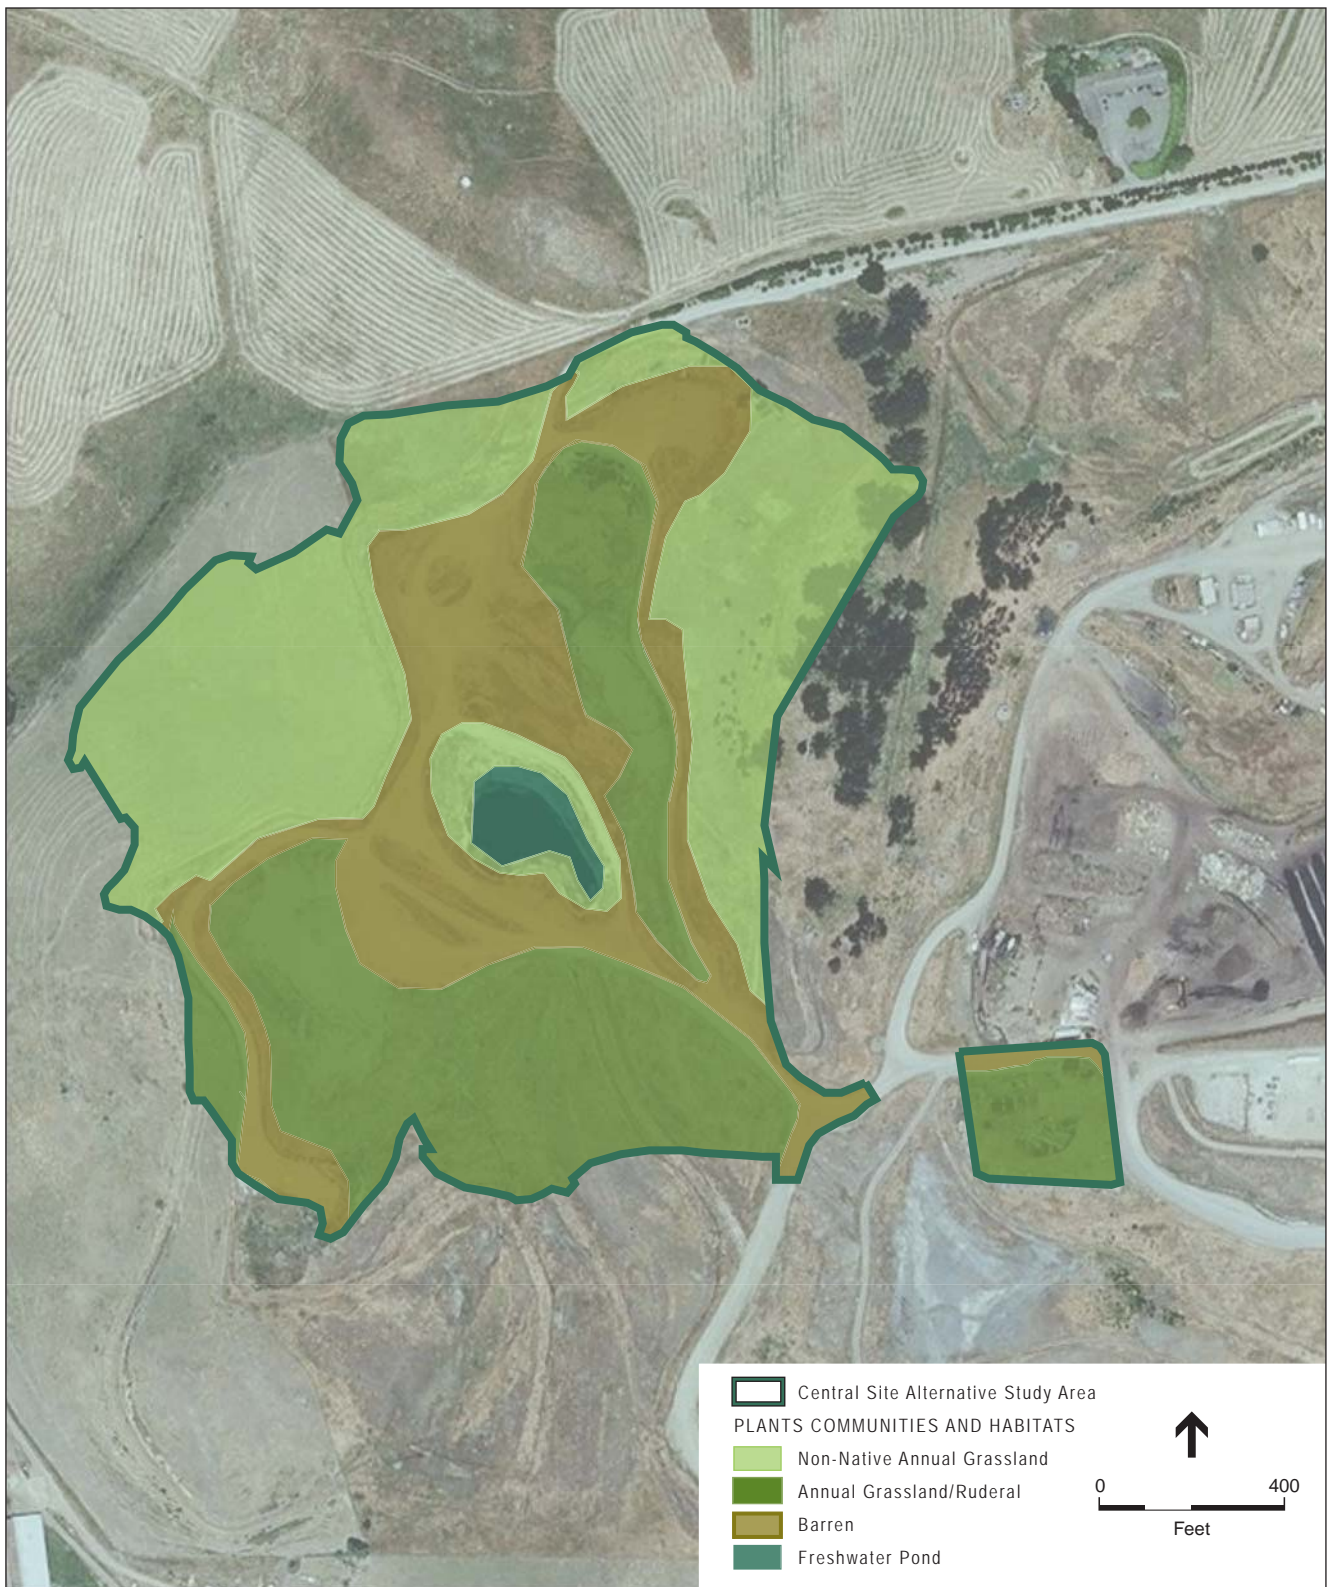 Central Site Alternative Study Area
PLANTS COMMUNITIES AND HABITATS
Non-Native Annual Grassland
Annual Grassland/Ruderal
Barren
Freshwater Pond
0 400
Feet